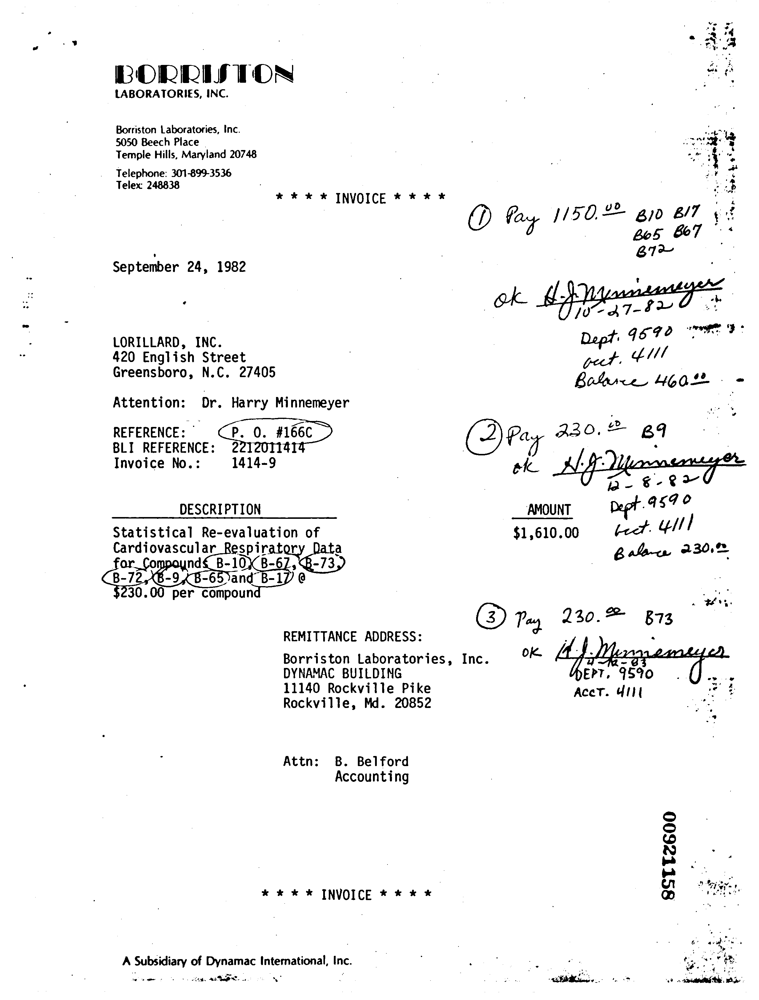 BORRISTON
LABORATORIES, INC.
Borriston Laboratories, Inc.
5050 Beech Place
Temple Hills, Maryland 20748
Telephone: 301-899-3536
Telex: 248838
* * * * INVOICE * * * *
① Pay 1150.00 B10 B17
B65 B67
B72
September 24, 1982
ok H.J. Minnemeyer
10-27-82
LORILLARD, INC.
420 English Street
Greensboro, N.C. 27405
Dept. 9590
acct. 4111
Balance 460.00
Attention: Dr. Harry Minnemeyer
REFERENCE: P. O. #166C
BLI REFERENCE: 2212011414
Invoice No.: 1414-9
② Pay 230.00 B9
ok H.J. Minnemeyer
12-8-82
Dept. 9590
acct. 4111
Balance 230.00
DESCRIPTION AMOUNT
Statistical Re-evaluation of $1,610.00
Cardiovascular Respiratory Data
for Compounds B-10, B-67, B-73,
B-72, B-9, B-65 and B-17 @
$230.00 per compound
③ Pay 230.00 B73
OK H.J. Minnemeyer
4-12-83
DEPT. 9590
ACCT. 4111
REMITTANCE ADDRESS:
Borriston Laboratories, Inc.
DYNAMAC BUILDING
11140 Rockville Pike
Rockville, Md. 20852
Attn: B. Belford
Accounting
00921158
* * * * INVOICE * * * *
A Subsidiary of Dynamac International, Inc.